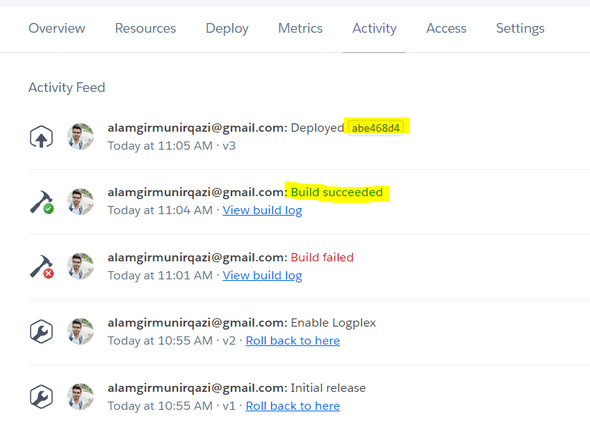 Overview Resources Deploy Metrics Activity Access Settings
Activity Feed
alamgirmunirqazi@gmail.com: Deployed abe468d4
Today at 11:05 AM · v3
alamgirmunirqazi@gmail.com: Build succeeded
Today at 11:04 AM · View build log
alamgirmunirqazi@gmail.com: Build failed
Today at 11:01 AM · View build log
alamgirmunirqazi@gmail.com: Enable Logplex
Today at 10:55 AM · v2 · Roll back to here
alamgirmunirqazi@gmail.com: Initial release
Today at 10:55 AM · v1 · Roll back to here